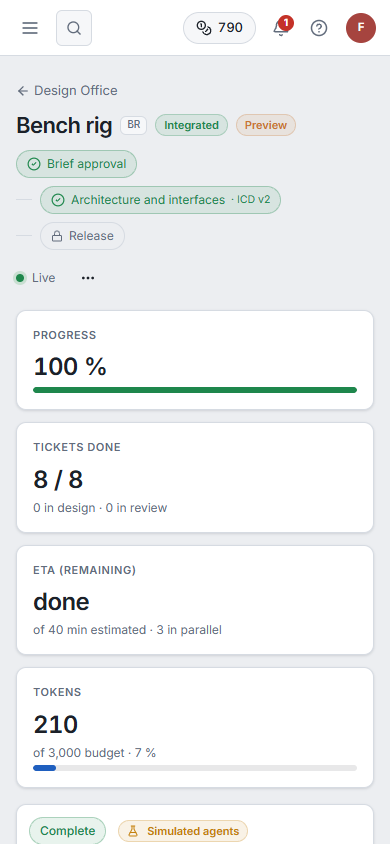 790
1
F
Design Office
Bench rig BR Integrated Preview
Brief approval
Architecture and interfaces · ICD v2
Release
Live
PROGRESS
100 %
TICKETS DONE
8 / 8
0 in design · 0 in review
ETA (REMAINING)
done
of 40 min estimated · 3 in parallel
TOKENS
210
of 3,000 budget · 7 %
Complete Simulated agents